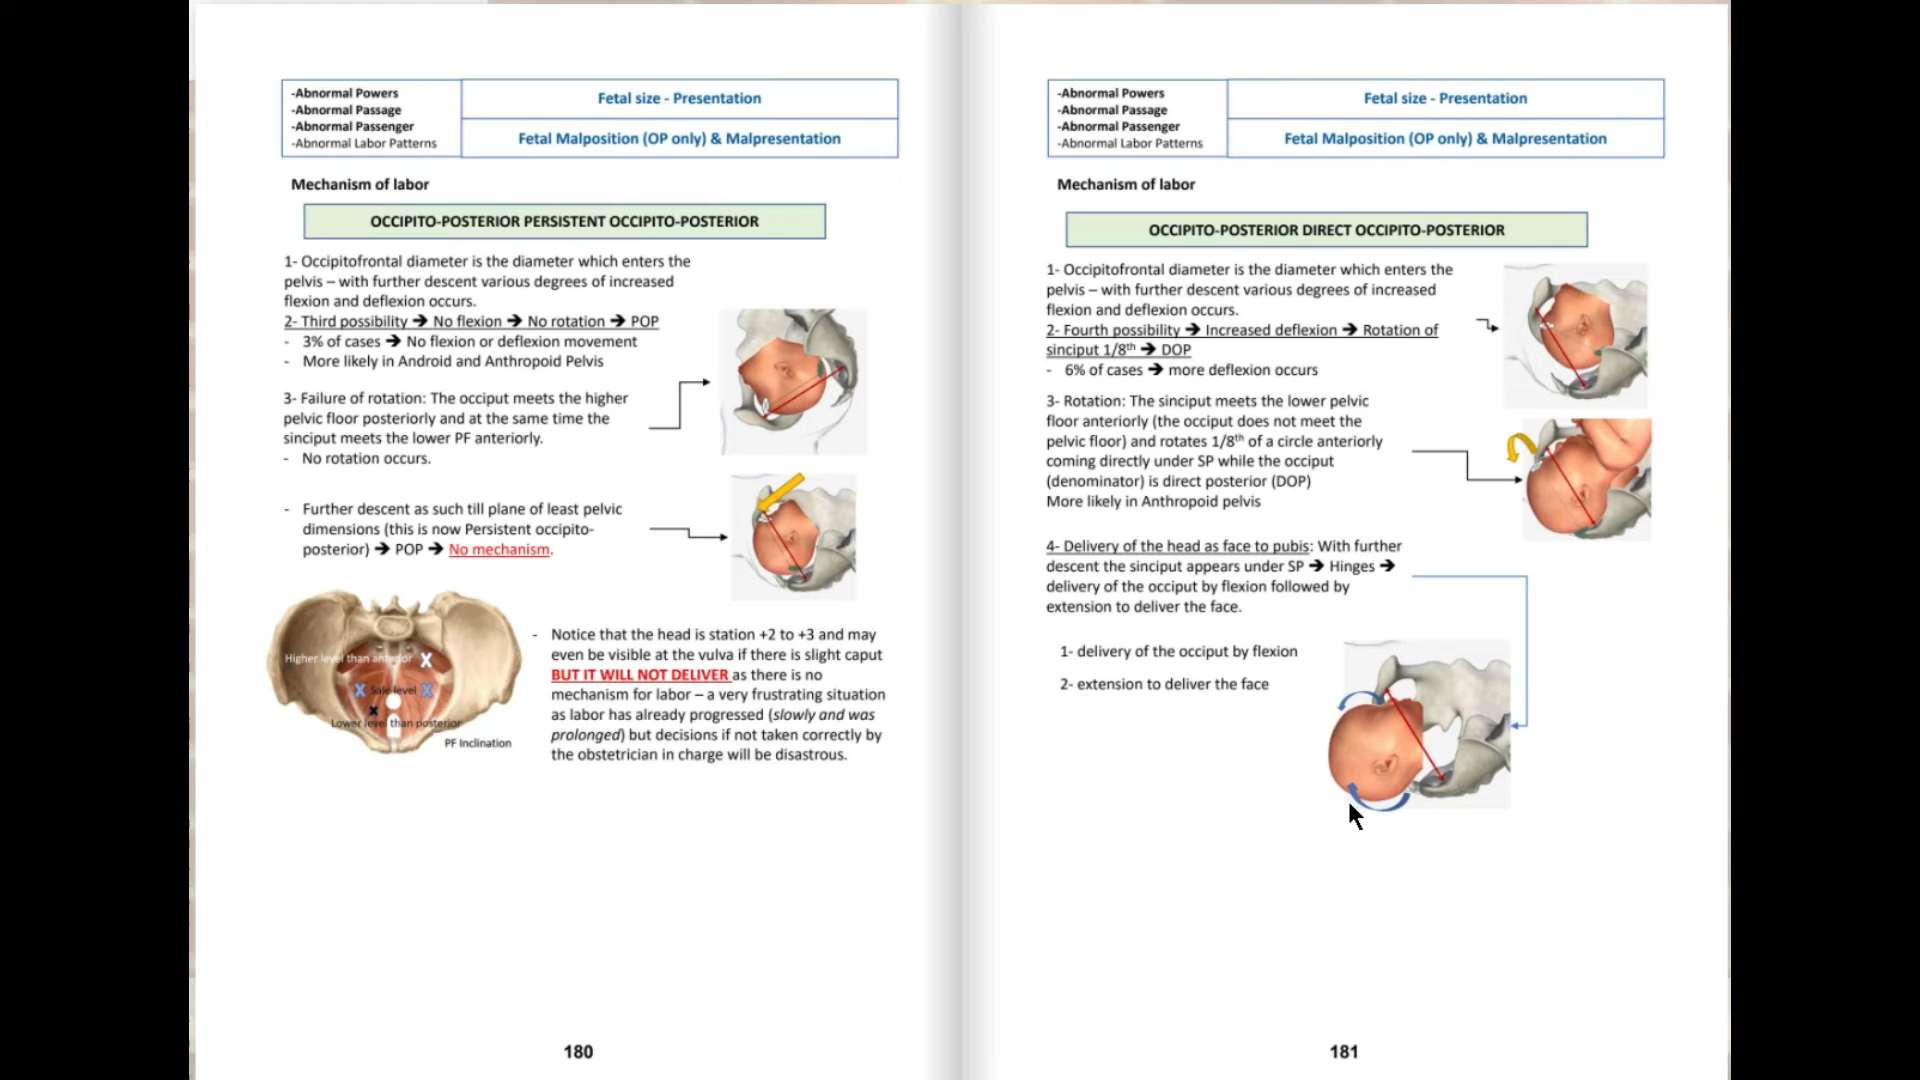 -Abnormal Powers
-Abnormal Passage
-Abnormal Passenger
-Abnormal Labor Patterns
Fetal size - Presentation
Fetal Malposition (OP only) & Malpresentation
Mechanism of labor
OCCIPITO-POSTERIOR PERSISTENT OCCIPITO-POSTERIOR
1- Occipitofrontal diameter is the diameter which enters the
pelvis – with further descent various degrees of increased
flexion and deflexion occurs.
2- Third possibility ➔ No flexion ➔ No rotation ➔ POP
- 3% of cases ➔ No flexion or deflexion movement
- More likely in Android and Anthropoid Pelvis
3- Failure of rotation: The occiput meets the higher
pelvic floor posteriorly and at the same time the
sinciput meets the lower PF anteriorly.
- No rotation occurs.
- Further descent as such till plane of least pelvic
dimensions (this is now Persistent occipito-
posterior) ➔ POP ➔ No mechanism.
Higher level than anterior X
X Same level X
X
Lower level than posterior
PF Inclination
- Notice that the head is station +2 to +3 and may
even be visible at the vulva if there is slight caput
BUT IT WILL NOT DELIVER as there is no
mechanism for labor – a very frustrating situation
as labor has already progressed (slowly and was
prolonged) but decisions if not taken correctly by
the obstetrician in charge will be disastrous.
180
-Abnormal Powers
-Abnormal Passage
-Abnormal Passenger
-Abnormal Labor Patterns
Fetal size - Presentation
Fetal Malposition (OP only) & Malpresentation
Mechanism of labor
OCCIPITO-POSTERIOR DIRECT OCCIPITO-POSTERIOR
1- Occipitofrontal diameter is the diameter which enters the
pelvis – with further descent various degrees of increased
flexion and deflexion occurs.
2- Fourth possibility ➔ Increased deflexion ➔ Rotation of
sinciput 1/8th ➔ DOP
- 6% of cases ➔ more deflexion occurs
3- Rotation: The sinciput meets the lower pelvic
floor anteriorly (the occiput does not meet the
pelvic floor) and rotates 1/8th of a circle anteriorly
coming directly under SP while the occiput
(denominator) is direct posterior (DOP)
More likely in Anthropoid pelvis
4- Delivery of the head as face to pubis: With further
descent the sinciput appears under SP ➔ Hinges ➔
delivery of the occiput by flexion followed by
extension to deliver the face.
1- delivery of the occiput by flexion
2- extension to deliver the face
181